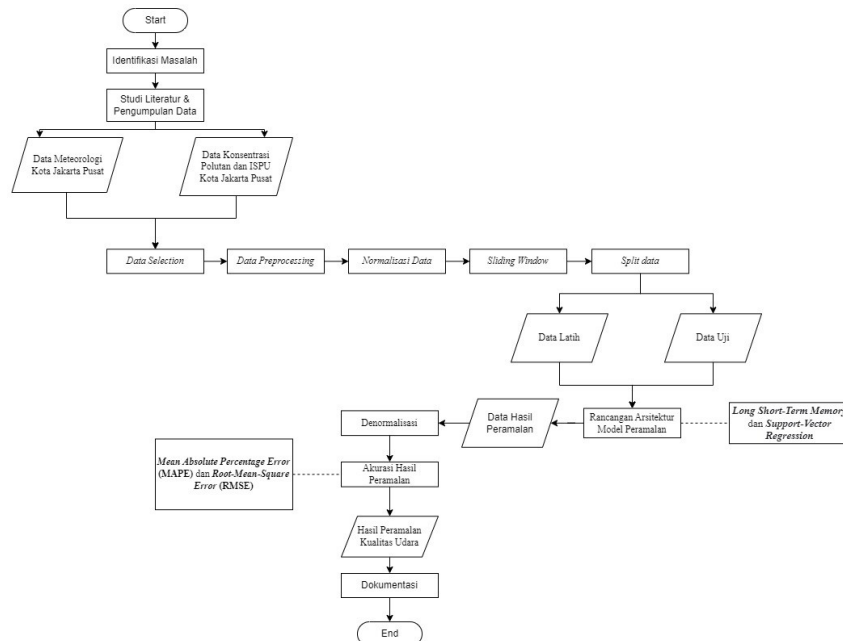 Start
Identifikasi Masalah
Studi Literatur &
Pengumpulan Data
Data Meteorologi
Kota Jakarta Pusat
Data Konsentrasi
Polutan dan ISPU
Kota Jakarta Pusat
Data Selection
Data Preprocessing
Normalisasi Data
Sliding Window
Split data
Data Latih
Data Uji
Rancangan Arsitektur
Model Peramalan
Long Short-Term Memory
dan Support-Vector
Regression
Data Hasil
Peramalan
Denormalisasi
Akurasi Hasil
Peramalan
Mean Absolute Percentage Error
(MAPE) dan Root-Mean-Square
Error (RMSE)
Hasil Peramalan
Kualitas Udara
Dokumentasi
End